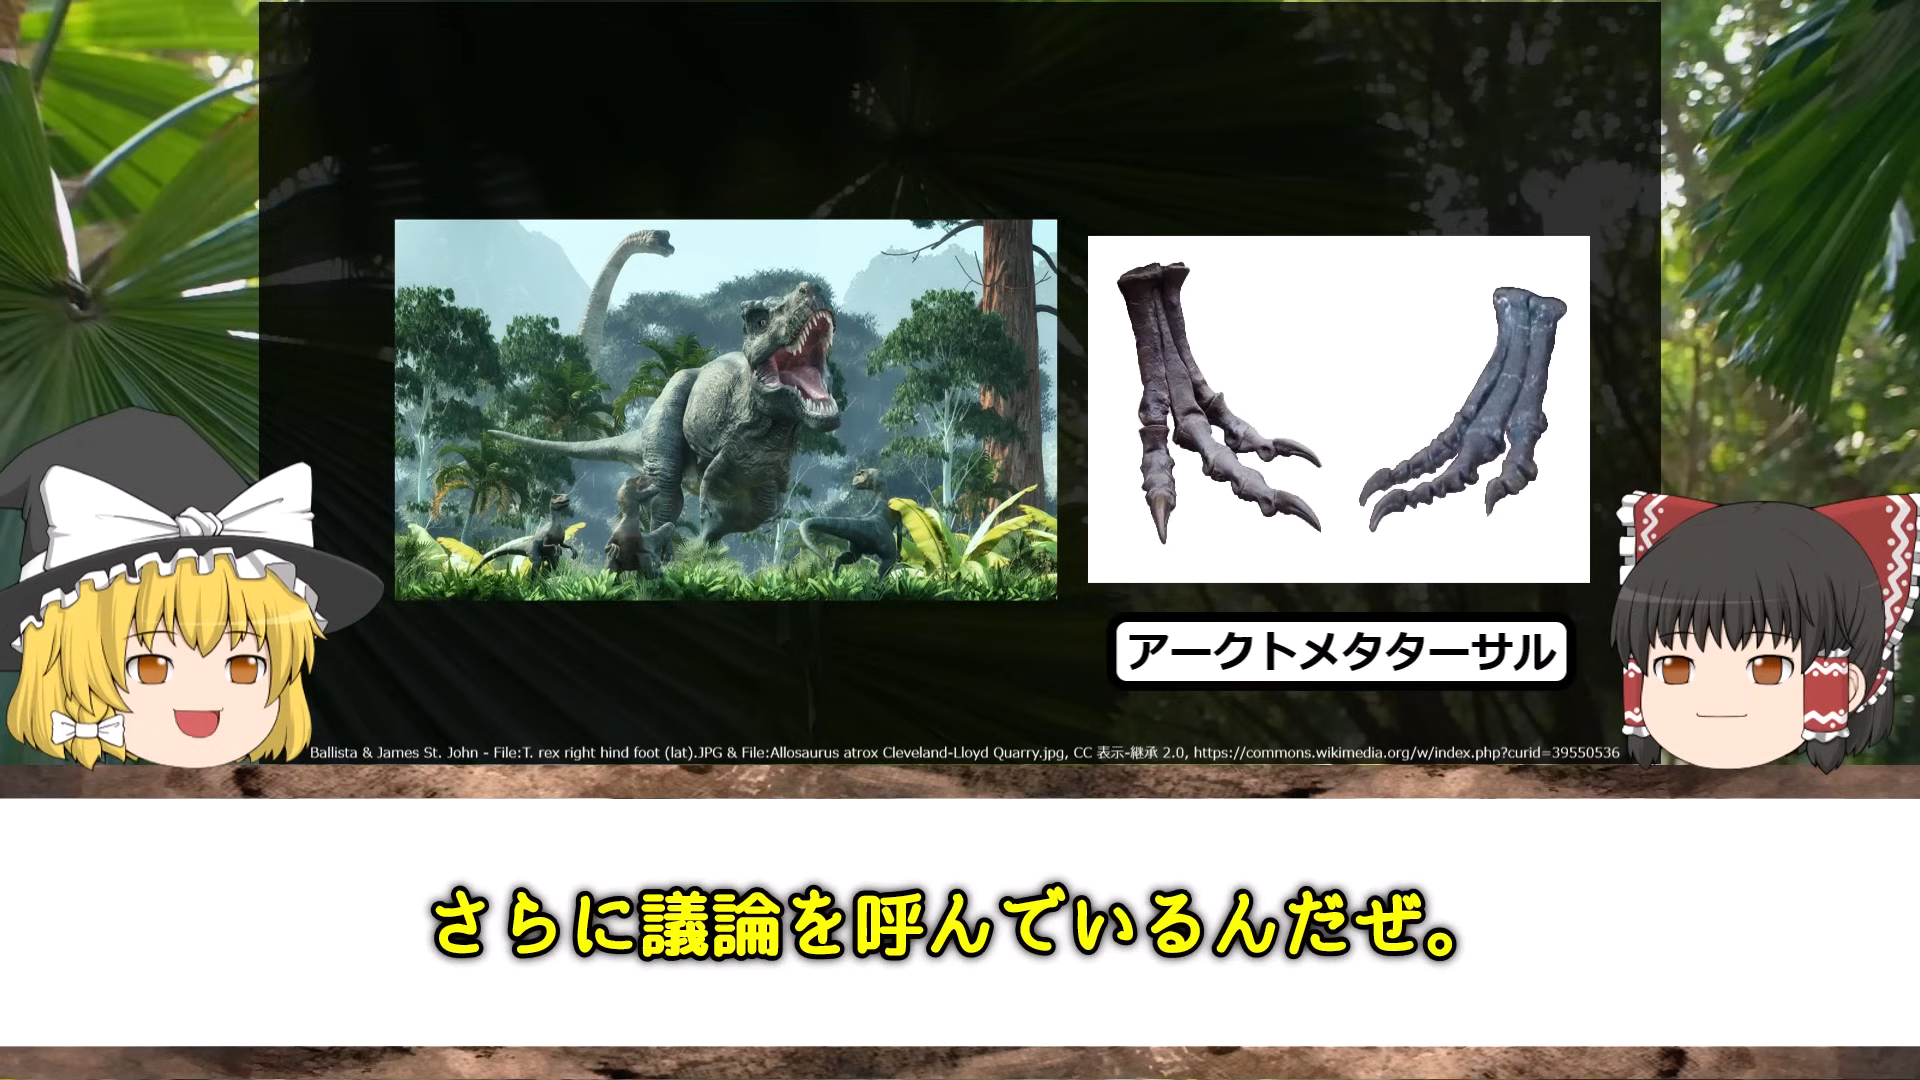 アークトメタターサル
Ballista & James St. John - File:T. rex right hind foot (lat).JPG & File:Allosaurus atrox Cleveland-Lloyd Quarry.jpg, CC 表示-継承 2.0, https://commons.wikimedia.org/w/index.php?curid=39550536
さらに議論を呼んでいるんだぜ。